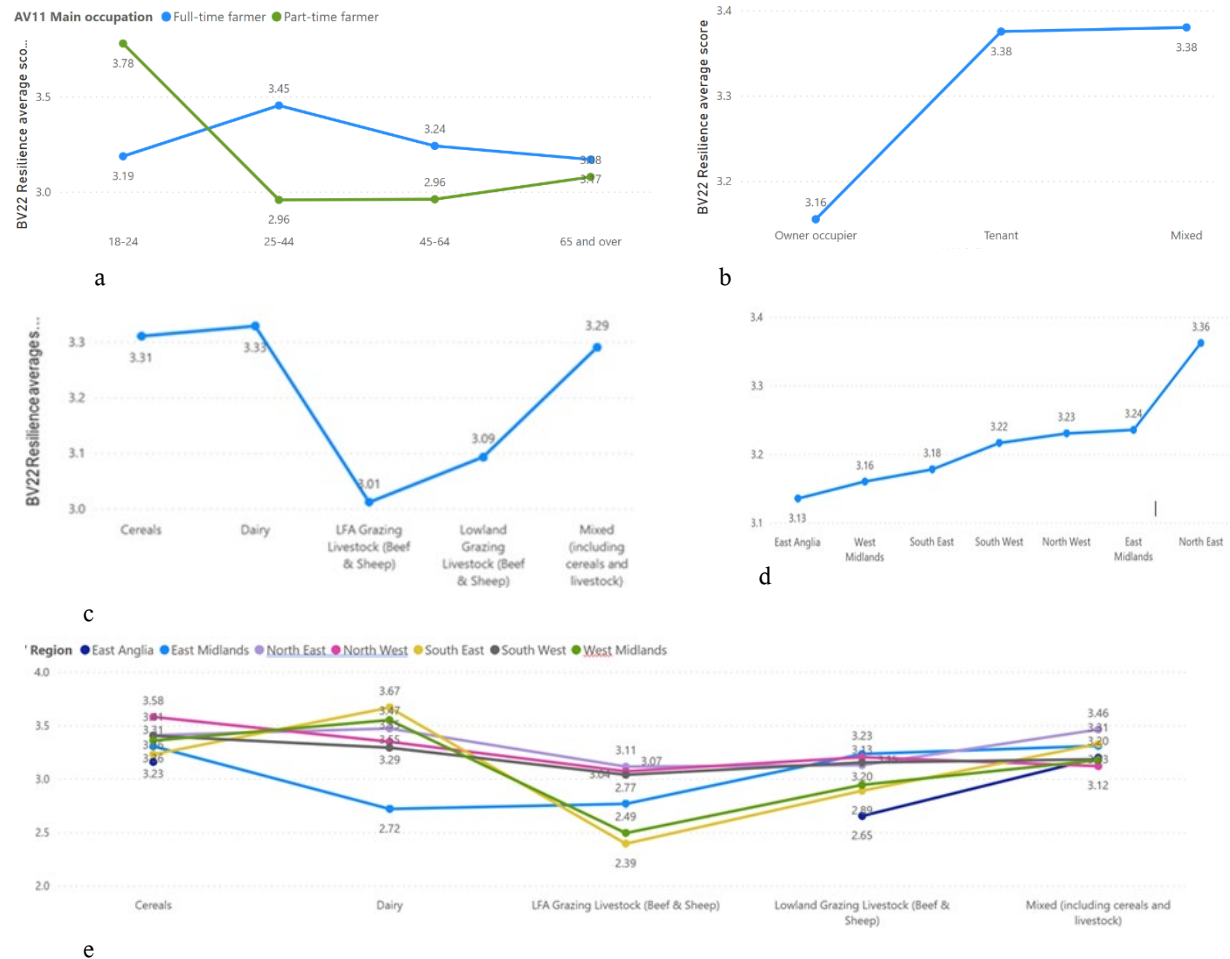 AV11 Main occupation Full-time farmer Part-time farmer
BV22 Resilience average sco...
3.5
3.0
3.78
3.45
3.24
3.19
2.96
2.96
18-24 25-44 45-64 65 and over
a
BV22 Resilience average score
3.4
3.3
3.2
3.38 3.38
3.16
Owner occupier Tenant Mixed
b
BV22 Resilience averages...
3.3
3.2
3.1
3.0
3.31
3.33
3.01
3.09
3.29
Cereals Dairy LFA Grazing Lowland Mixed
Livestock (Beef Grazing (including
& Sheep) Livestock (Beef cereals and
& Sheep) livestock)
c
3.4
3.3
3.2
3.1
3.13
3.16
3.18
3.22
3.23
3.24
3.36
East Anglia West South East South West North West East North East
Midlands Midlands
d
' Region East Anglia East Midlands North East North West South East South West West Midlands
4.0
3.5
3.0
2.5
2.0
3.58
3.31
3.23
3.67
3.47
3.29
2.72
3.11
3.07
3.04
2.77
2.49
2.39
3.23
3.13
3.20
2.89
2.65
3.46
3.12
Cereals Dairy LFA Grazing Livestock (Beef & Sheep) Lowland Grazing Livestock (Beef & Mixed (including cereals and
Sheep) livestock)
e